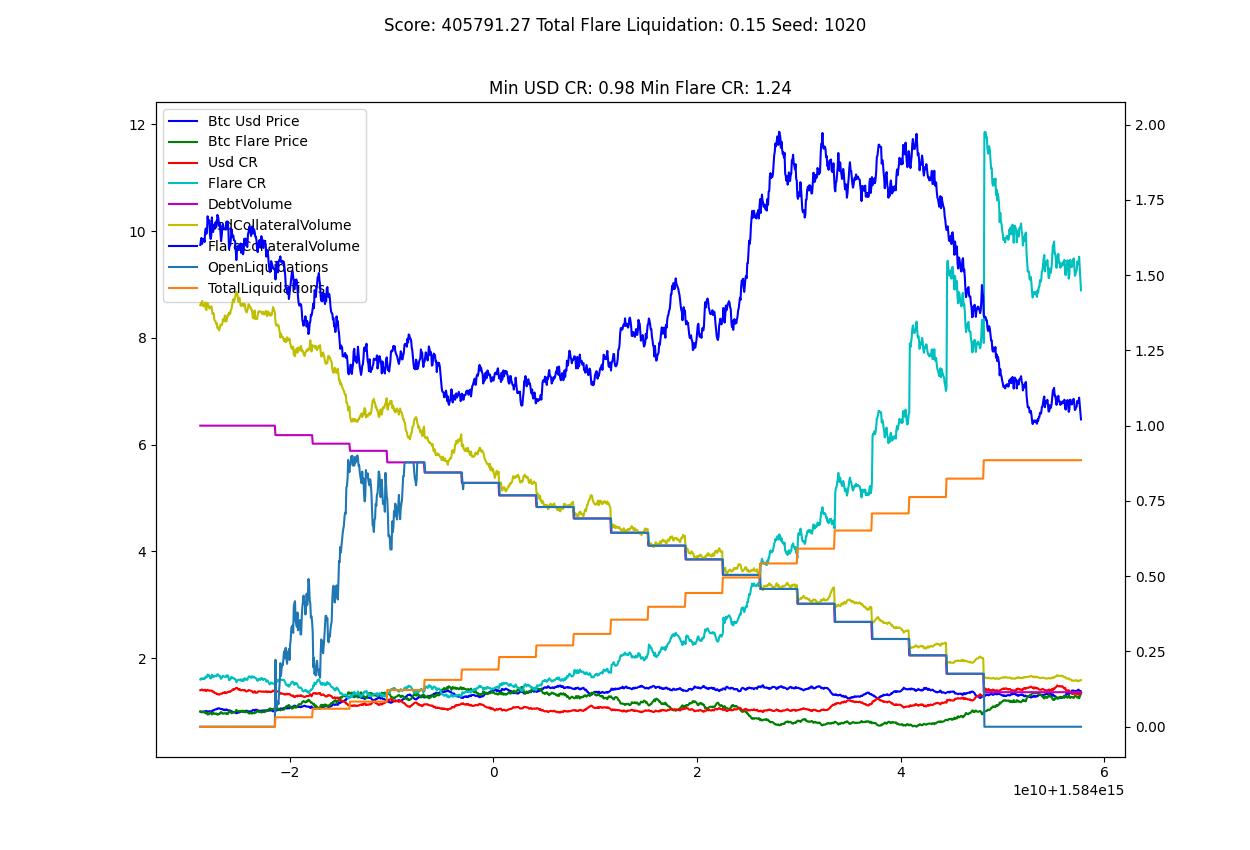 Score: 405791.27 Total Flare Liquidation: 0.15 Seed: 1020
Min USD CR: 0.98 Min Flare CR: 1.24
Btc Usd Price
Btc Flare Price
Usd CR
Flare CR
DebtVolume
UsdCollateralVolume
FlareCollateralVolume
OpenLiquidations
TotalLiquidations
12
10
8
6
4
2
2.00
1.75
1.50
1.25
1.00
0.75
0.50
0.25
0.00
−2
0
2
4
6
1e10+1.584e15